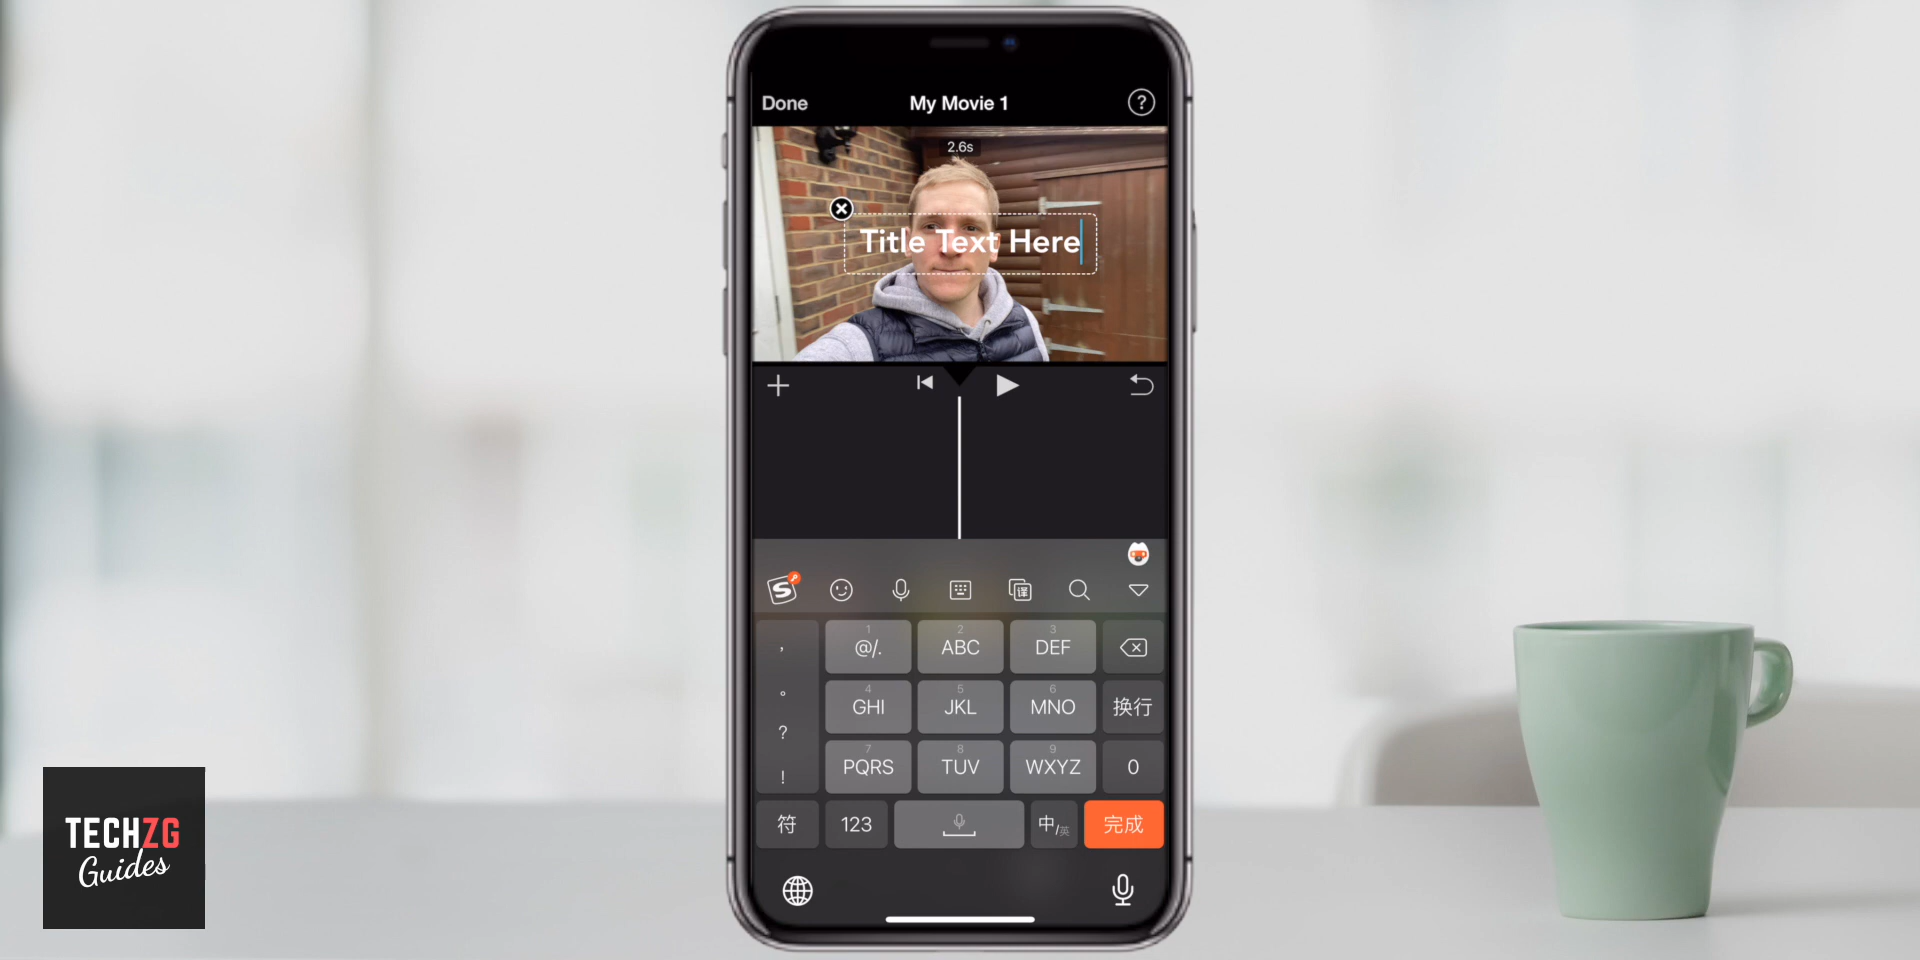 Done
My Movie 1
?
2.6s
Title Text Here
S
译
,
。
?
!
1
@/.
2
ABC
3
DEF
4
GHI
5
JKL
6
MNO
换行
7
PQRS
8
TUV
9
WXYZ
0
符
123
中/英
完成
TECHZG
Guides